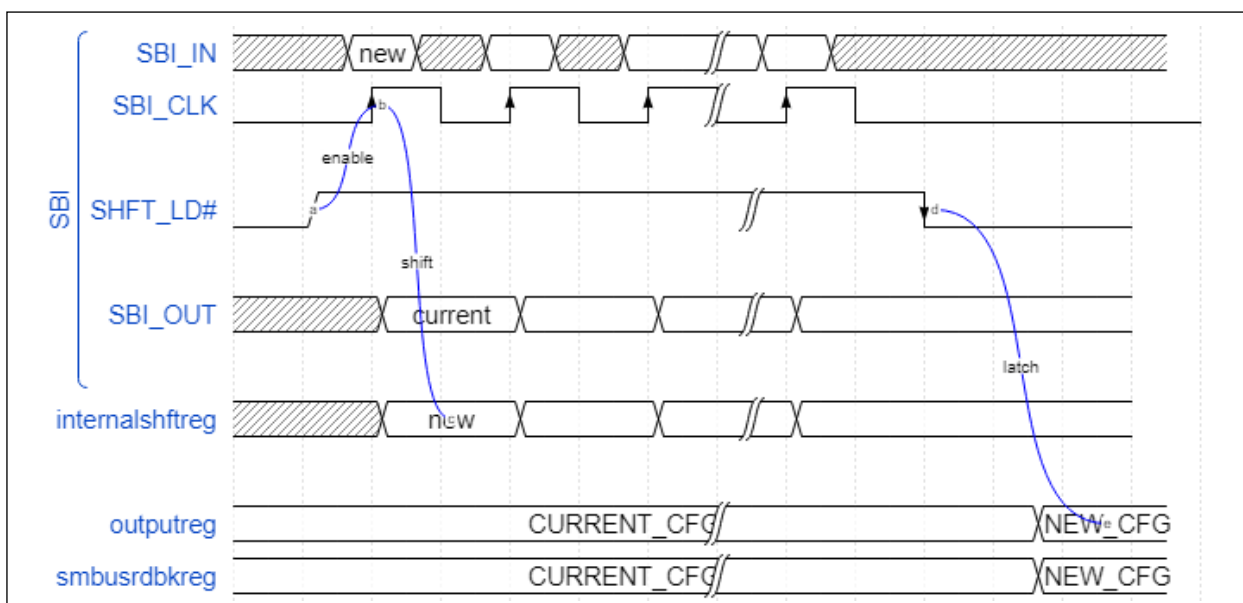 SBI
SBI_IN new
SBI_CLK b
enable
SHFT_LD# a d
shift
SBI_OUT current
latch
internalshftreg new c
outputreg CURRENT_CFG NEW_CFG e
smbusrdbkreg CURRENT_CFG NEW_CFG